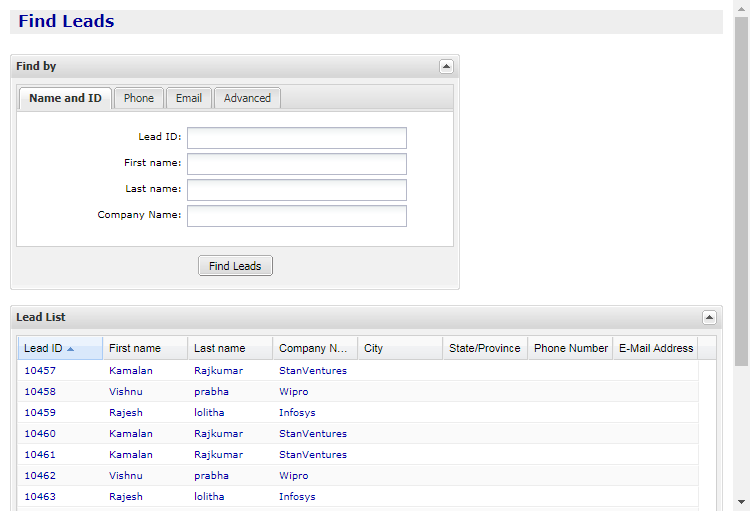 Find Leads
Find by
Name and ID Phone Email Advanced
Lead ID:
First name:
Last name:
Company Name:
Find Leads
Lead List
Lead ID First name Last name Company N... City State/Province Phone Number E-Mail Address
10457 Kamalan Rajkumar StanVentures
10458 Vishnu prabha Wipro
10459 Rajesh lolitha Infosys
10460 Kamalan Rajkumar StanVentures
10461 Kamalan Rajkumar StanVentures
10462 Vishnu prabha Wipro
10463 Rajesh lolitha Infosys